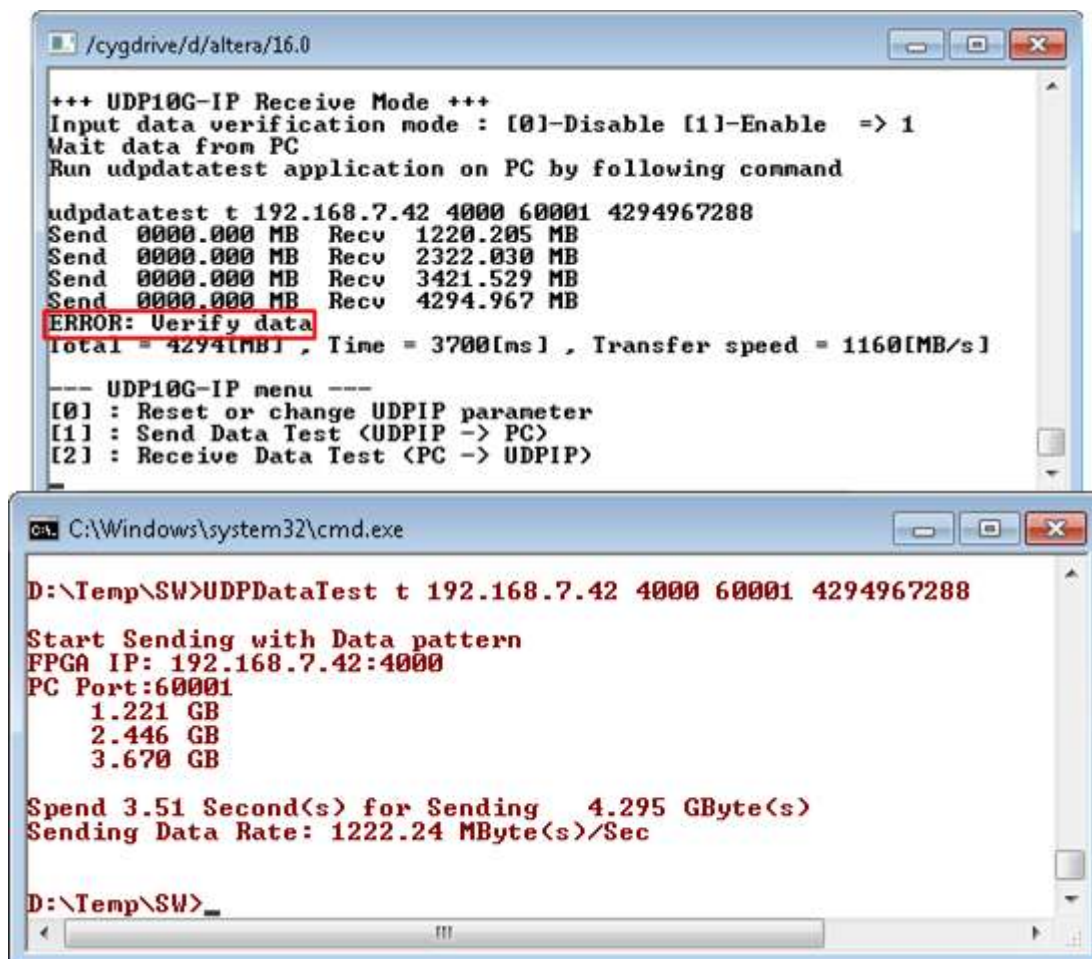 /cygdrive/d/altera/16.0
+++ UDP10G-IP Receive Mode +++
Input data verification mode : [0]-Disable [1]-Enable  => 1
Wait data from PC
Run udpdatatest application on PC by following command
udpdatatest t 192.168.7.42 4000 60001 4294967288
Send  0000.000 MB  Recv  1220.205 MB
Send  0000.000 MB  Recv  2322.030 MB
Send  0000.000 MB  Recv  3421.529 MB
Send  0000.000 MB  Recv  4294.967 MB
ERROR: Verify data
Total = 4294[MB] , Time = 3700[ms] , Transfer speed = 1160[MB/s]
--- UDP10G-IP menu ---
[0] : Reset or change UDPIP parameter
[1] : Send Data Test (UDPIP -> PC)
[2] : Receive Data Test (PC -> UDPIP)
C:\Windows\system32\cmd.exe
D:\Temp\SW>UDPDataTest t 192.168.7.42 4000 60001 4294967288
Start Sending with Data pattern
FPGA IP: 192.168.7.42:4000
PC Port:60001
1.221 GB
2.446 GB
3.670 GB
Spend 3.51 Second(s) for Sending   4.295 GByte(s)
Sending Data Rate: 1222.24 MByte(s)/Sec
D:\Temp\SW>_